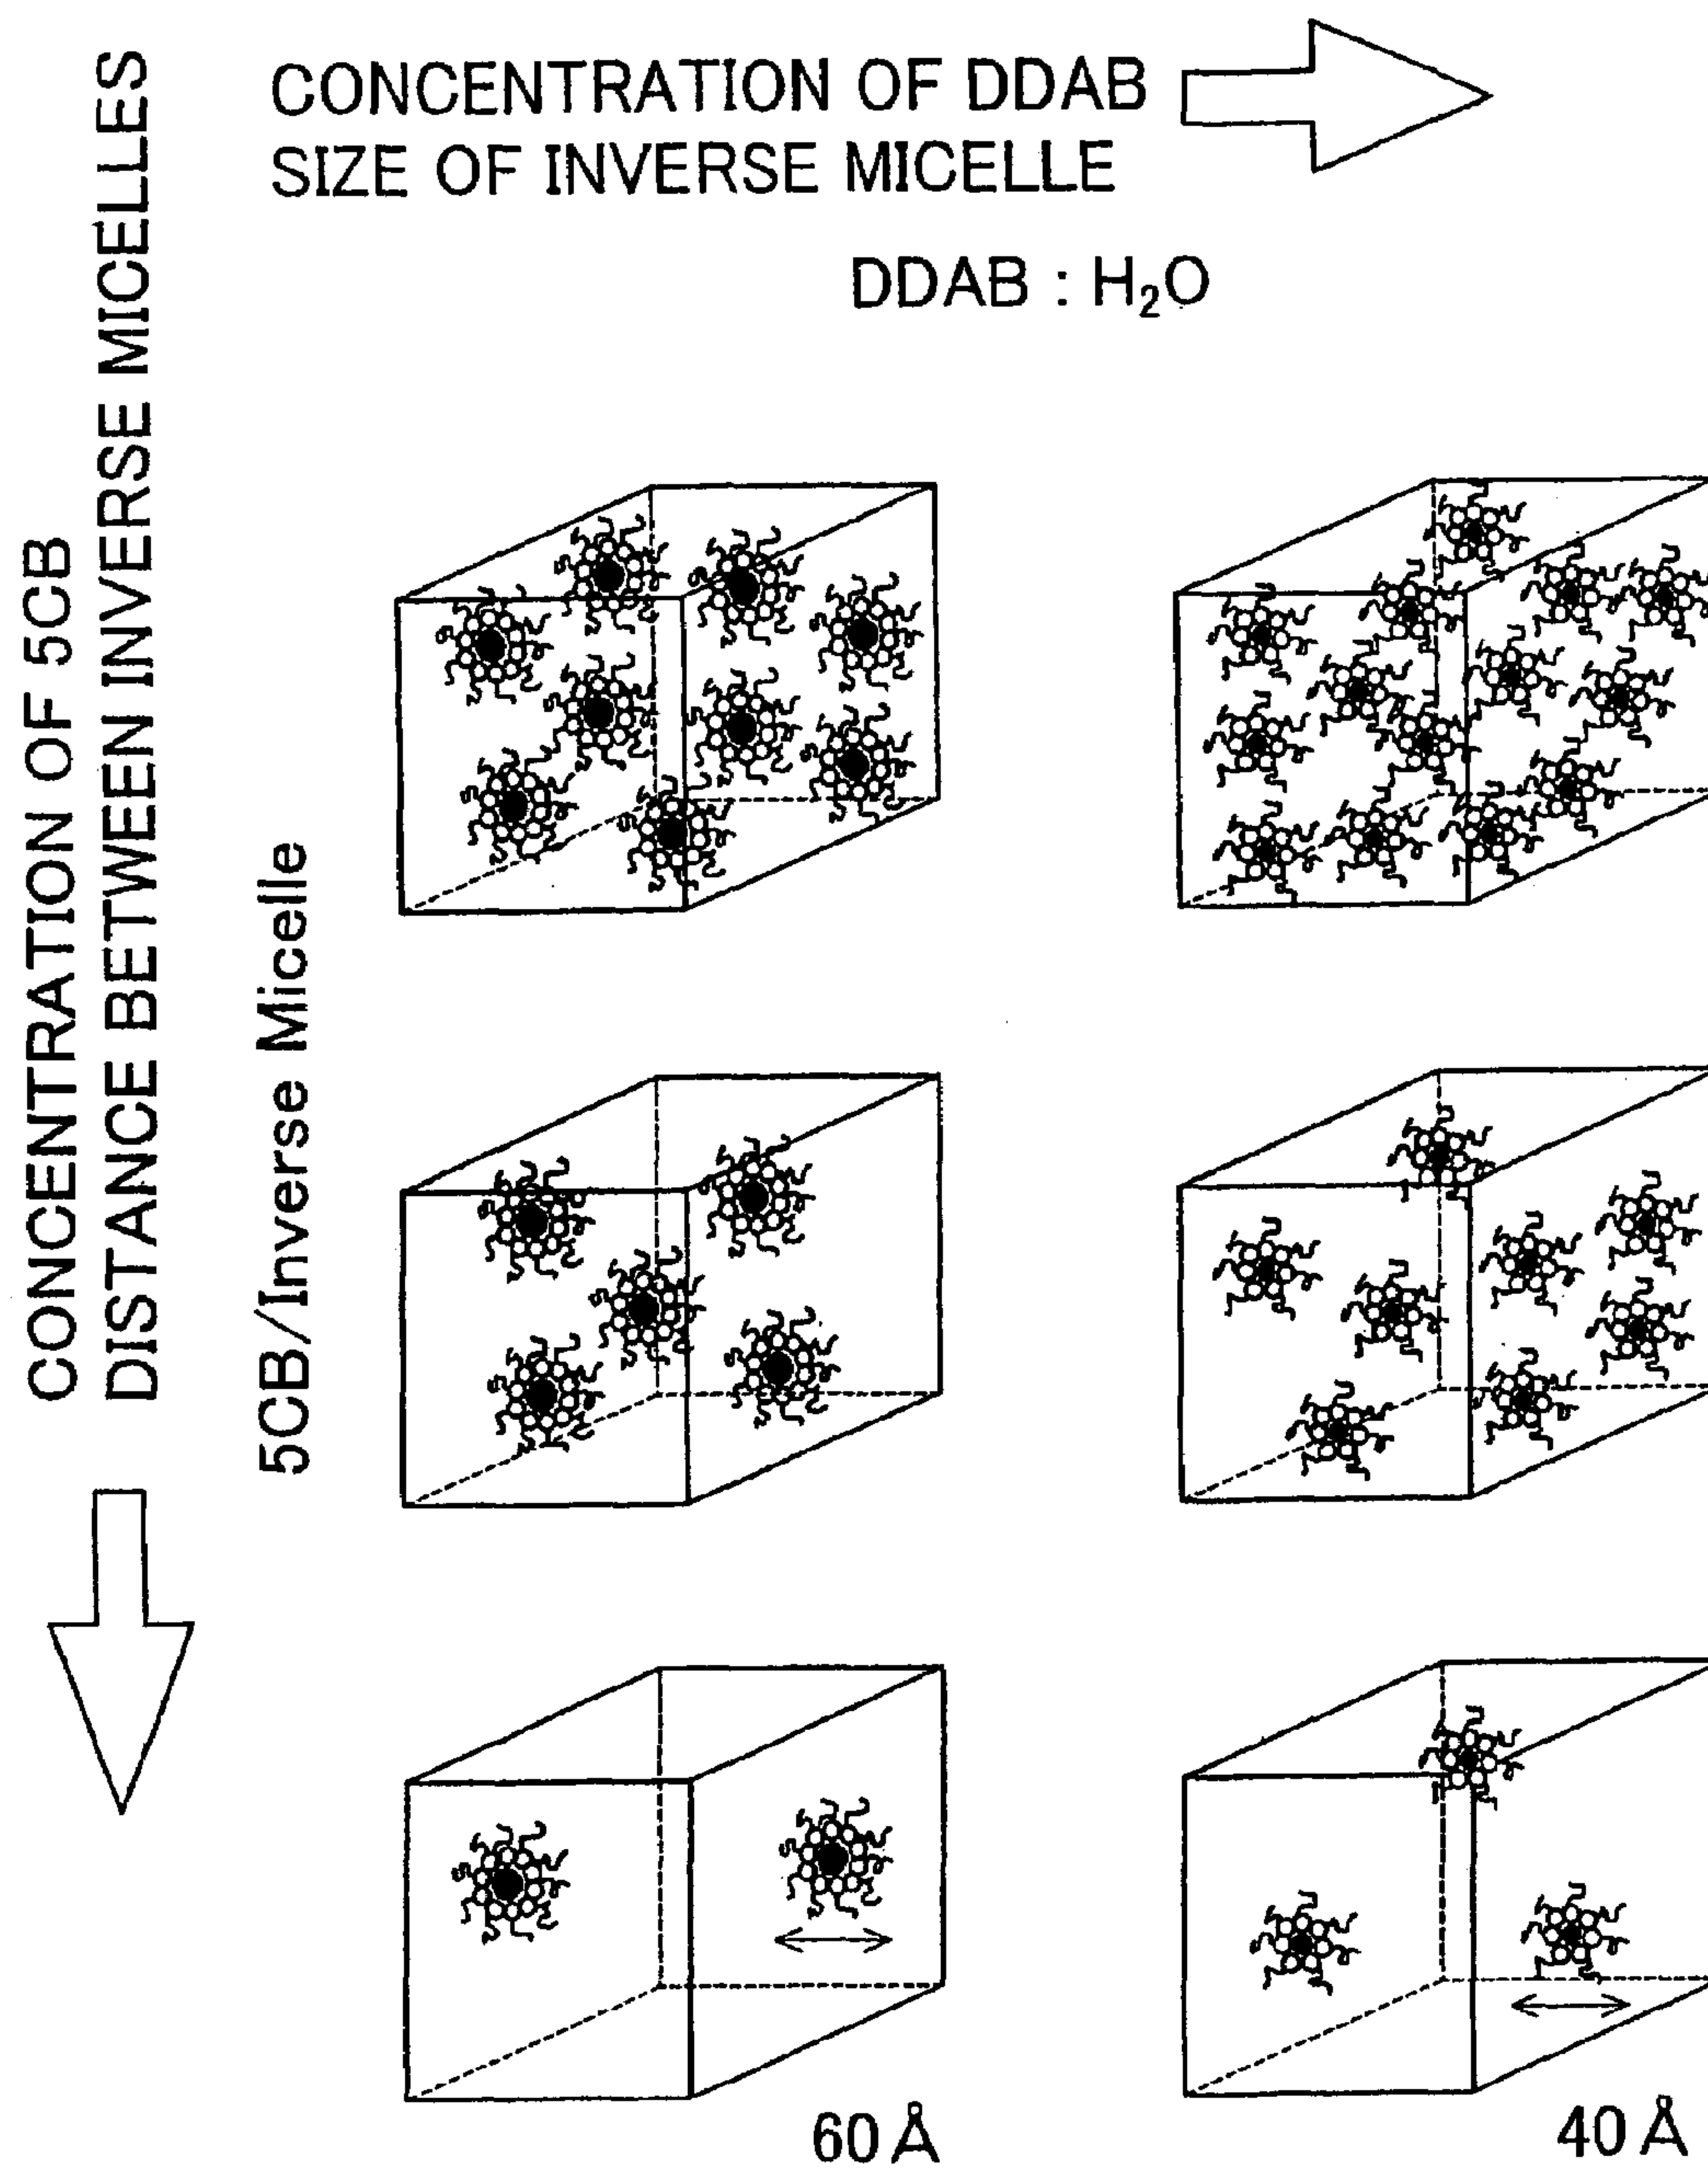 CONCENTRATION OF DDAB
SIZE OF INVERSE MICELLE
DDAB : H₂O
CONCENTRATION OF 5CB
DISTANCE BETWEEN INVERSE MICELLES
5CB/Inverse Micelle
60 Å
40 Å